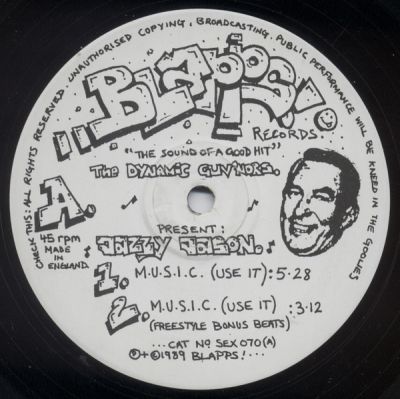 CHECK THIS: ALL RIGHTS RESERVED. UNAUTHORISED COPYING, BROADCASTING. PUBLIC PERFORMANCE WILL BE KNEED IN THE GOOLIES
...BLAPPS!
RECORDS.
"THE SOUND OF A GOOD HIT"
The DYNAMIC GUV'NORS.
A.
PRESENT:
45 rpm
MADE IN
ENGLAND
JAZZY JASON.
1. M.U.S.I.C. (USE IT): 5·28
2. M.U.S.I.C. (USE IT) :3·12
(FREESTYLE BONUS BEATS)
...CAT No SEX 070 (A)
℗+©1989 BLAPPS!...